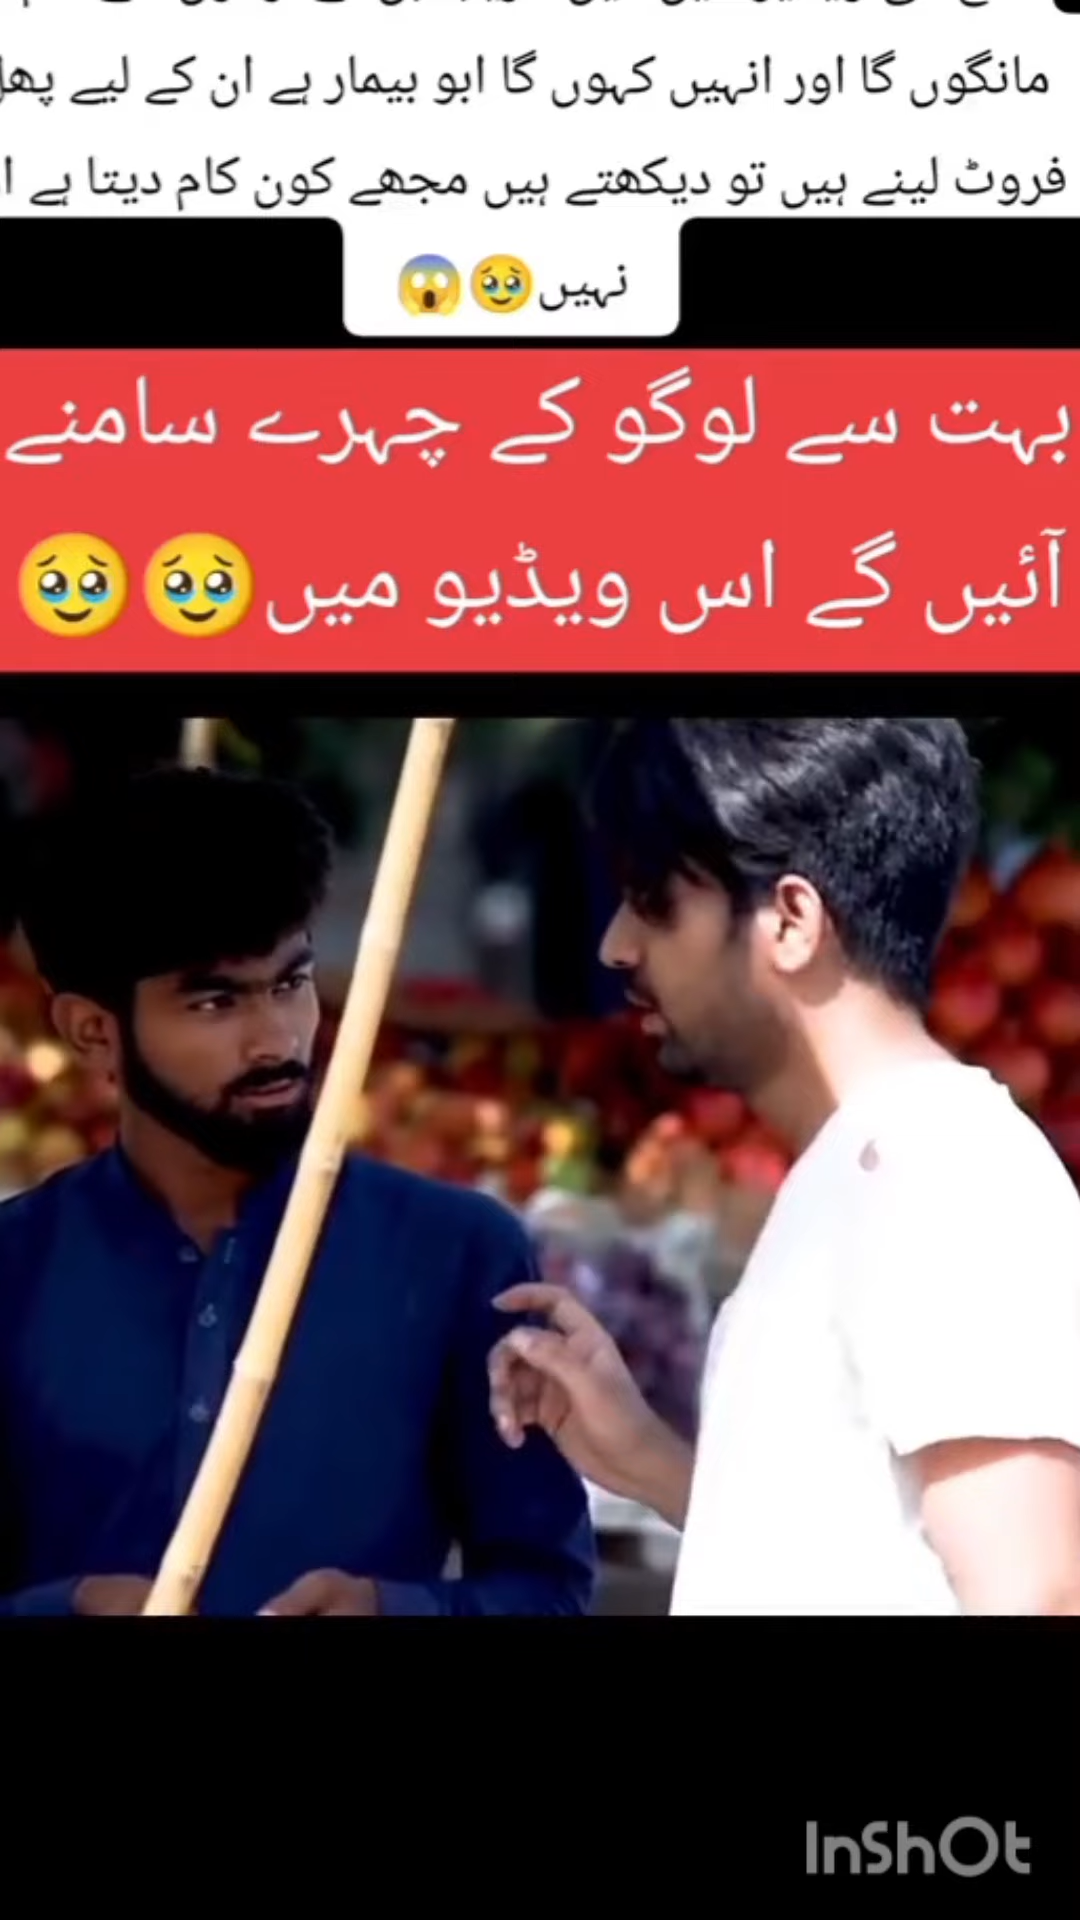 مانگوں گا اور انہیں کہوں گا ابو بیمار ہے ان کے لیے پھل
فروٹ لینے ہیں تو دیکھتے ہیں مجھے کون کام دیتا ہے
نہیں🥹😱
بہت سے لوگو کے چہرے سامنے
آئیں گے اس ویڈیو میں🥹🥹
InShOt